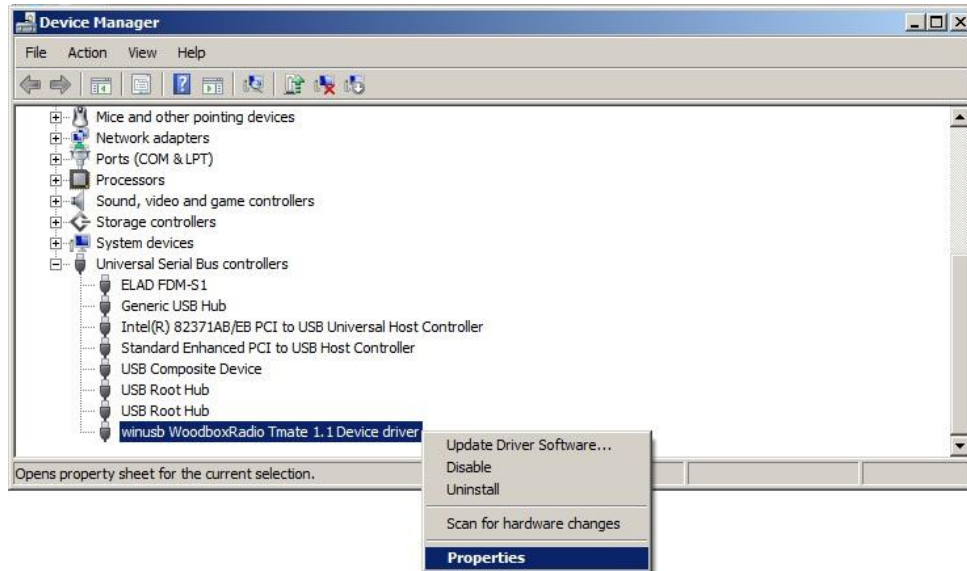 Device Manager
File Action View Help
Mice and other pointing devices
Network adapters
Ports (COM & LPT)
Processors
Sound, video and game controllers
Storage controllers
System devices
Universal Serial Bus controllers
ELAD FDM-S1
Generic USB Hub
Intel(R) 82371AB/EB PCI to USB Universal Host Controller
Standard Enhanced PCI to USB Host Controller
USB Composite Device
USB Root Hub
USB Root Hub
winusb WoodboxRadio Tmate 1.1 Device driver
Update Driver Software...
Disable
Uninstall
Scan for hardware changes
Properties
Opens property sheet for the current selection.